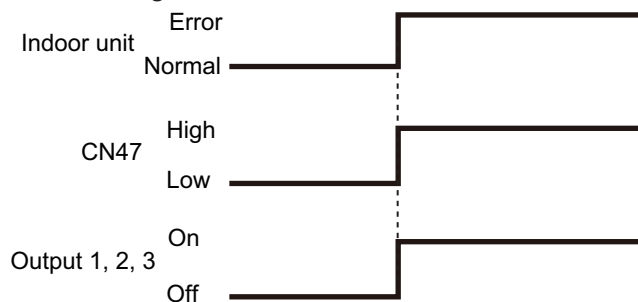 Error
Indoor unit
Normal
High
CN47
Low
On
Output 1, 2, 3
Off